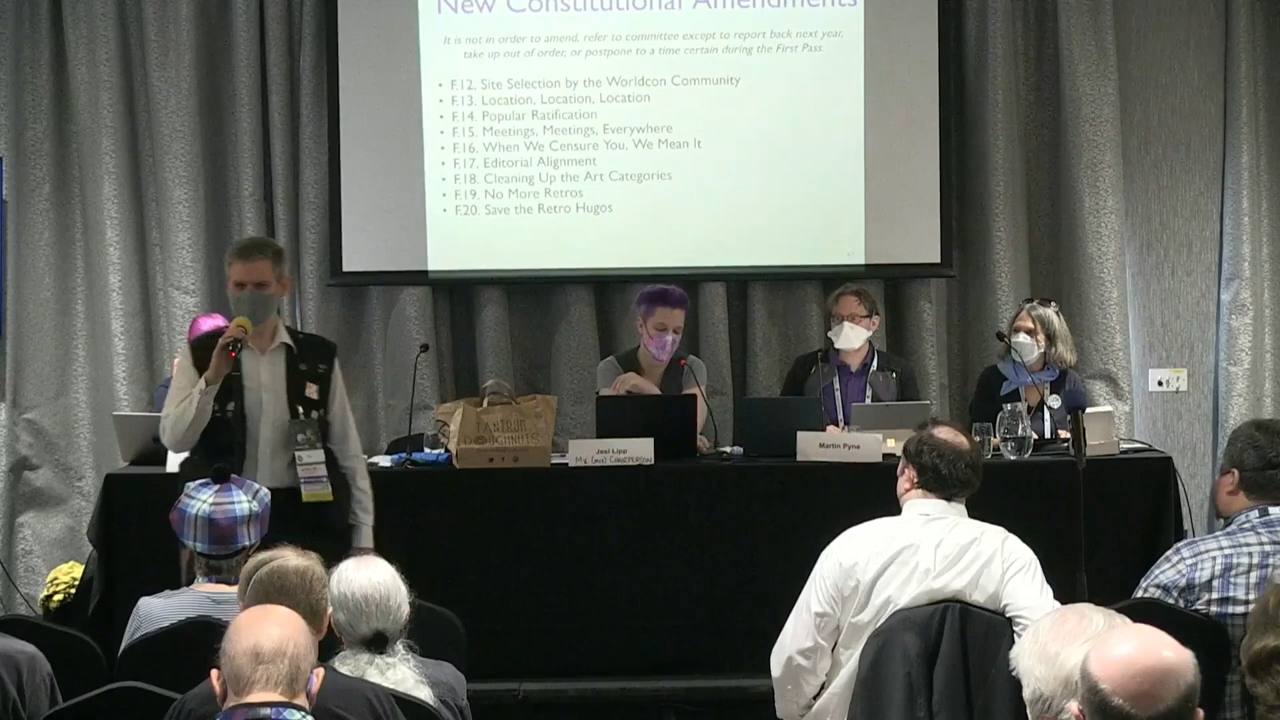 New Constitutional Amendments
It is not in order to amend, refer to committee except to report back next year,
take up out of order, or postpone to a time certain during the First Pass.
• F.12. Site Selection by the Worldcon Community
• F.13. Location, Location, Location
• F.14. Popular Ratification
• F.15. Meetings, Meetings, Everywhere
• F.16. When We Censure You, We Mean It
• F.17. Editorial Alignment
• F.18. Cleaning Up the Art Categories
• F.19. No More Retros
• F.20. Save the Retro Hugos
TANTRUM
DOUGHNUTS
Jesi Lipp
Mx. (mix) CHAIRPERSON
Martin Pyne